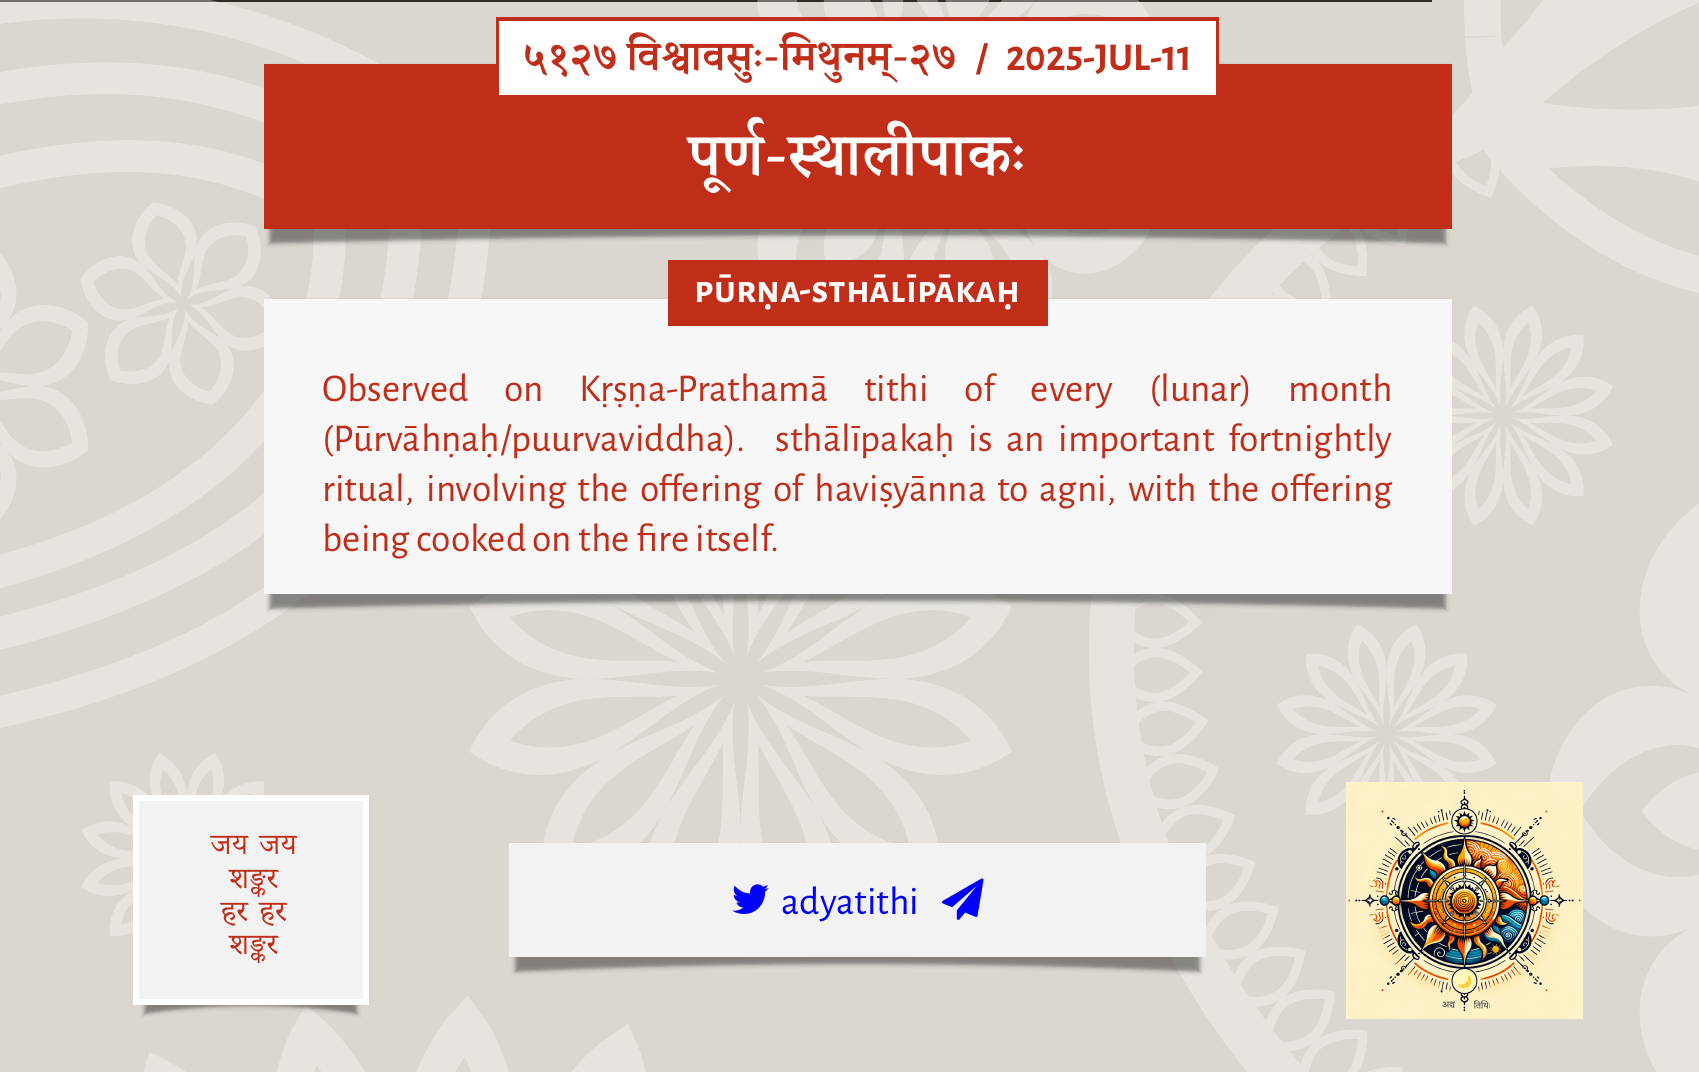 ५१२७ विश्वावसुः-मिथुनम्-२७ / 2025-JUL-11
पूर्ण-स्थालीपाकः
PŪRṆA-STHĀLĪPĀKAḤ
Observed on Kṛṣṇa-Prathamā tithi of every (lunar) month
(Pūrvāhṇaḥ/puurvaviddha). sthālīpakaḥ is an important fortnightly
ritual, involving the offering of haviṣyānna to agni, with the offering
being cooked on the fire itself.
जय जय
शङ्कर
हर हर
शङ्कर
adyatithi
अद्य तिथिः